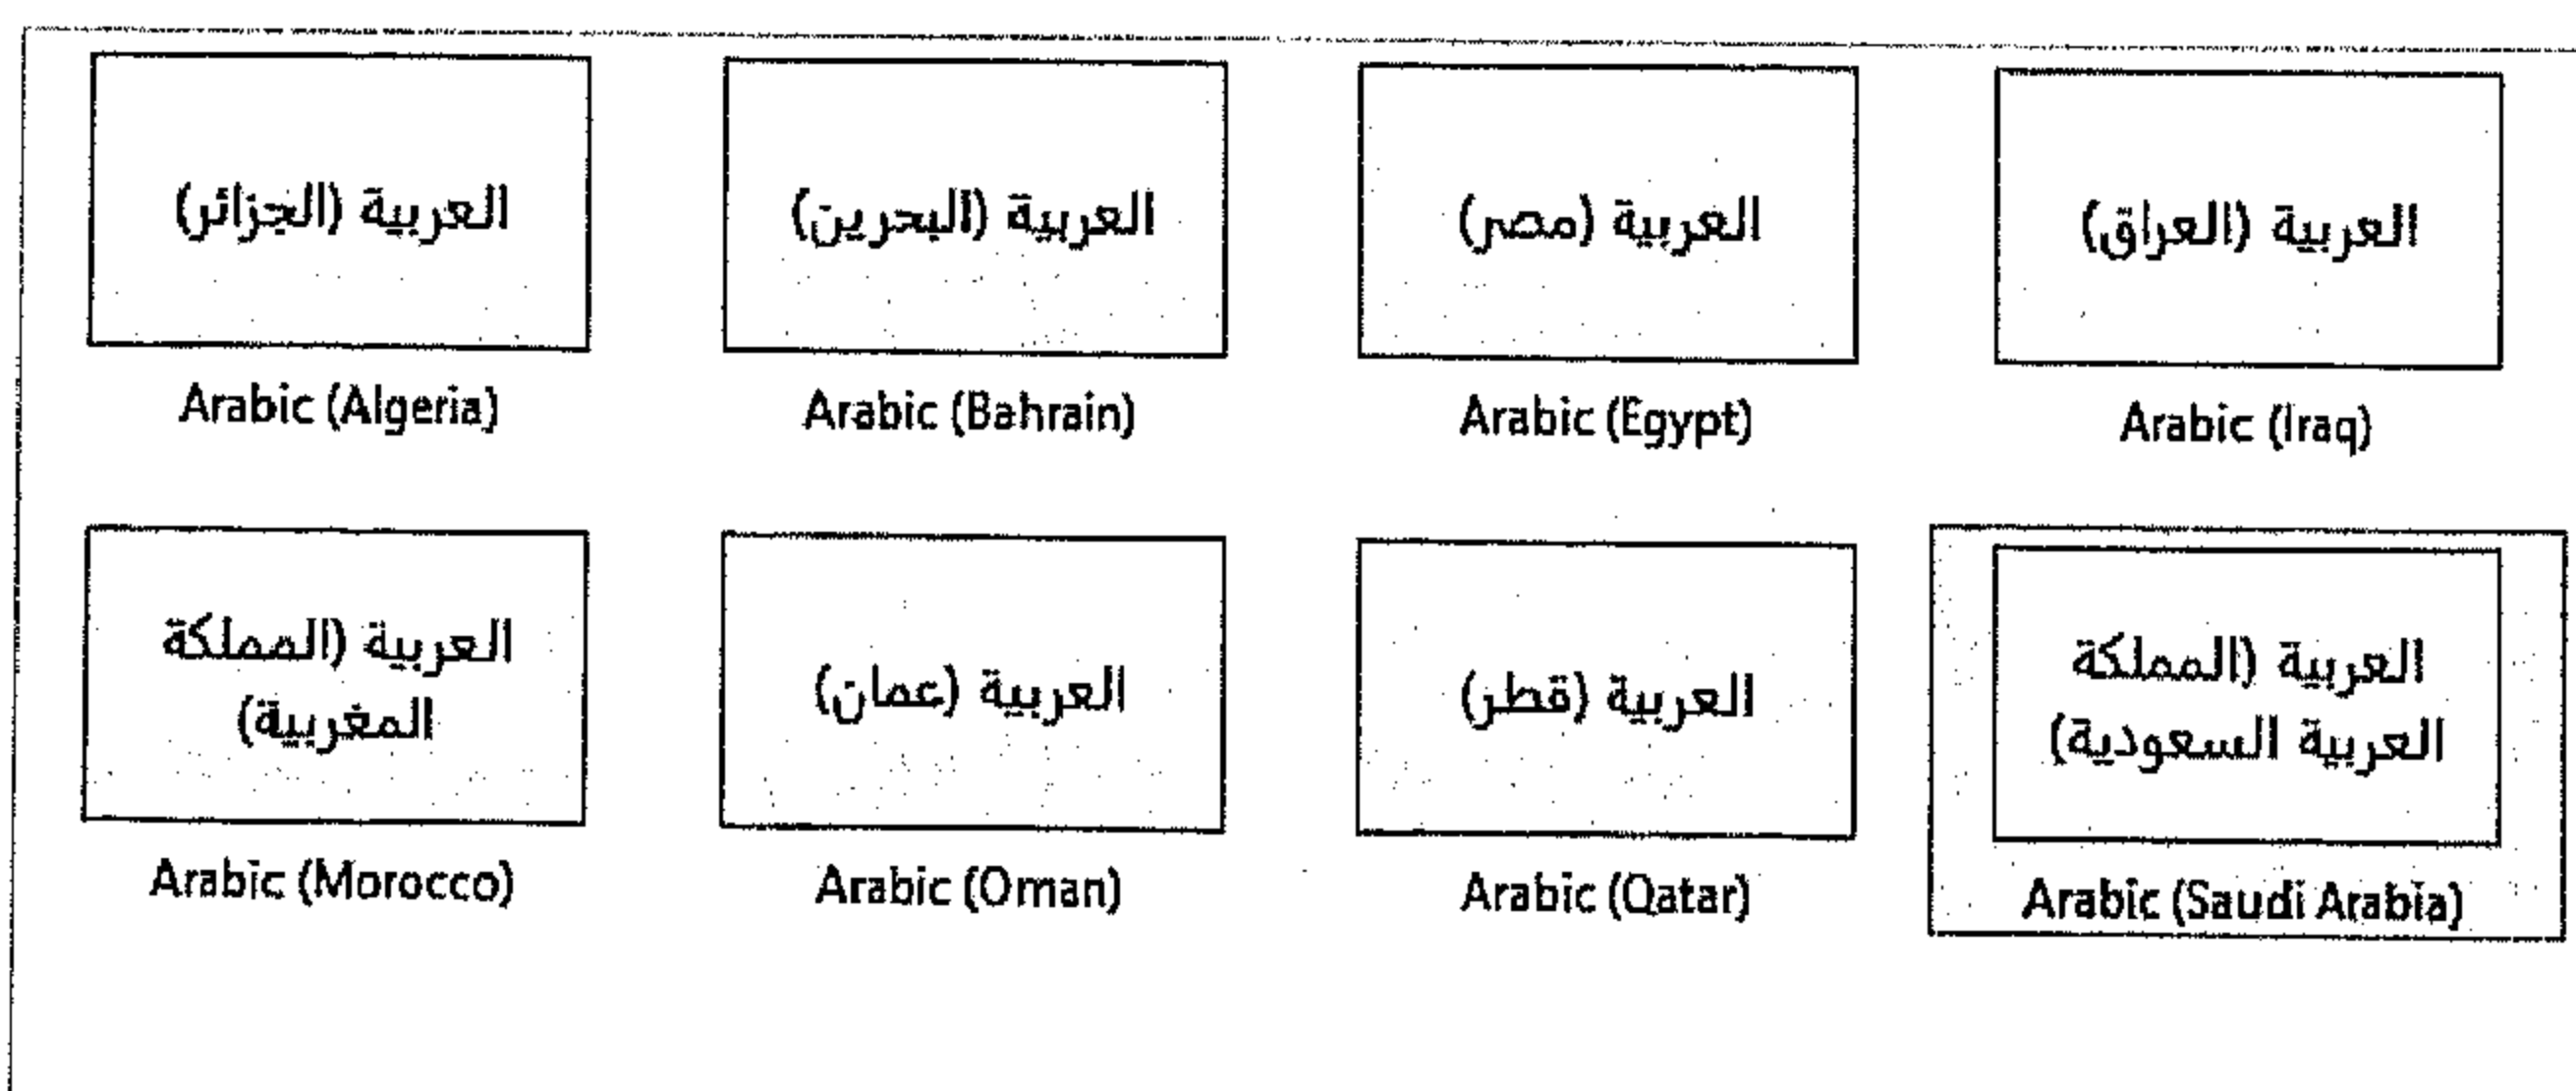 العربية (الجزائر)
Arabic (Algeria)
العربية (البحرين)
Arabic (Bahrain)
العربية (مصر)
Arabic (Egypt)
العربية (العراق)
Arabic (Iraq)
العربية (المملكة
المغربية)
Arabic (Morocco)
العربية (عمان)
Arabic (Oman)
العربية (قطر)
Arabic (Qatar)
العربية (المملكة
العربية السعودية)
Arabic (Saudi Arabia)